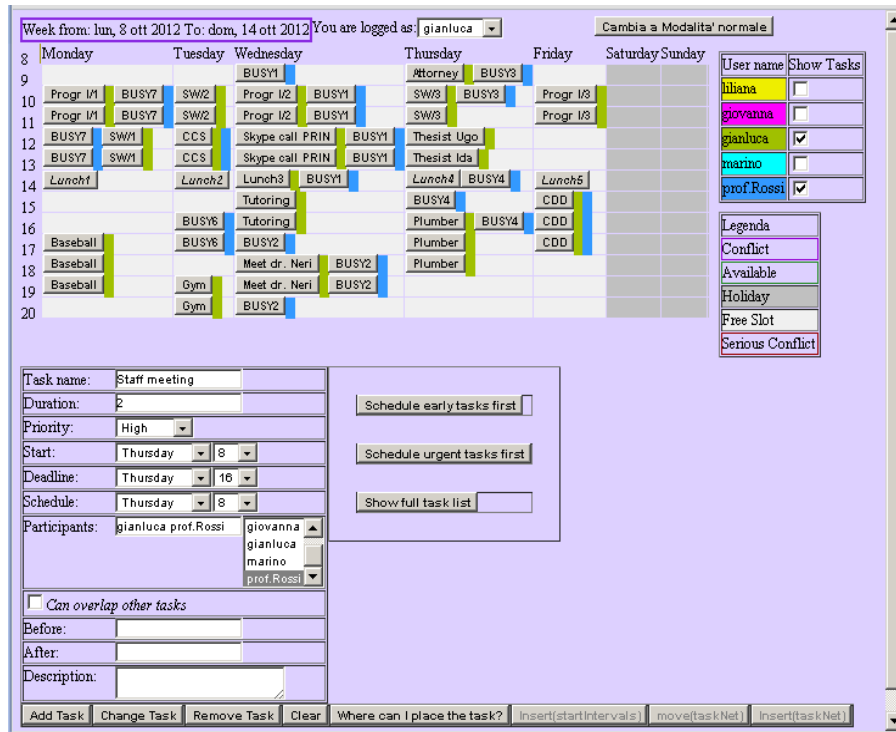 Week from: lun, 8 ott 2012 To: dom, 14 ott 2012 You are logged as: gianluca Cambia a Modalita' normale
8 Monday Tuesday Wednesday Thursday Friday Saturday Sunday
9 BUSY1 Attorney BUSY3
10 Progr I/1 BUSY7 SW/2 Progr I/2 BUSY1 SW/3 BUSY3 Progr I/3
11 Progr I/1 BUSY7 SW/2 Progr I/2 BUSY1 SW/3 Progr I/3
12 BUSY7 SW/1 CCS Skype call PRIN BUSY1 Thesist Ugo
13 BUSY7 SW/1 CCS Skype call PRIN BUSY1 Thesist Ida
14 Lunch1 Lunch2 Lunch3 BUSY1 Lunch4 BUSY4 Lunch5
15 Tutoring BUSY4 CDD
16 BUSY6 Tutoring Plumber BUSY4 CDD
17 Baseball BUSY6 BUSY2 Plumber CDD
18 Baseball Meet dr. Neri BUSY2 Plumber
19 Baseball Gym Meet dr. Neri BUSY2
20 Gym BUSY2
User name Show Tasks
liliana
giovanna
gianluca
marino
prof.Rossi
Legenda
Conflict
Available
Holiday
Free Slot
Serious Conflict
Task name: Staff meeting
Duration: 2
Priority: High
Start: Thursday 8
Deadline: Thursday 16
Schedule: Thursday 8
Participants: gianluca prof.Rossi giovanna
gianluca
marino
prof.Rossi
Can overlap other tasks
Before:
After:
Description:
Schedule early tasks first
Schedule urgent tasks first
Show full task list
Add Task Change Task Remove Task Clear Where can I place the task? Insert(startIntervals) move(taskNet) Insert(taskNet)